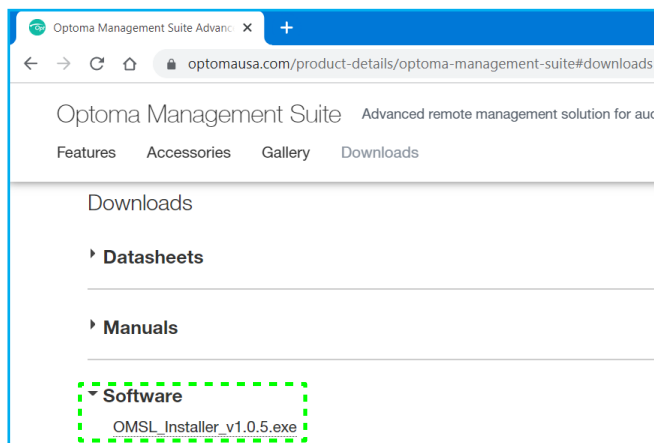 Optoma Management Suite Advanc
optomausa.com/product-details/optoma-management-suite#downloads
Optoma Management Suite Advanced remote management solution for aud
Features Accessories Gallery Downloads
Downloads
Datasheets
Manuals
Software
OMSL_Installer_v1.0.5.exe